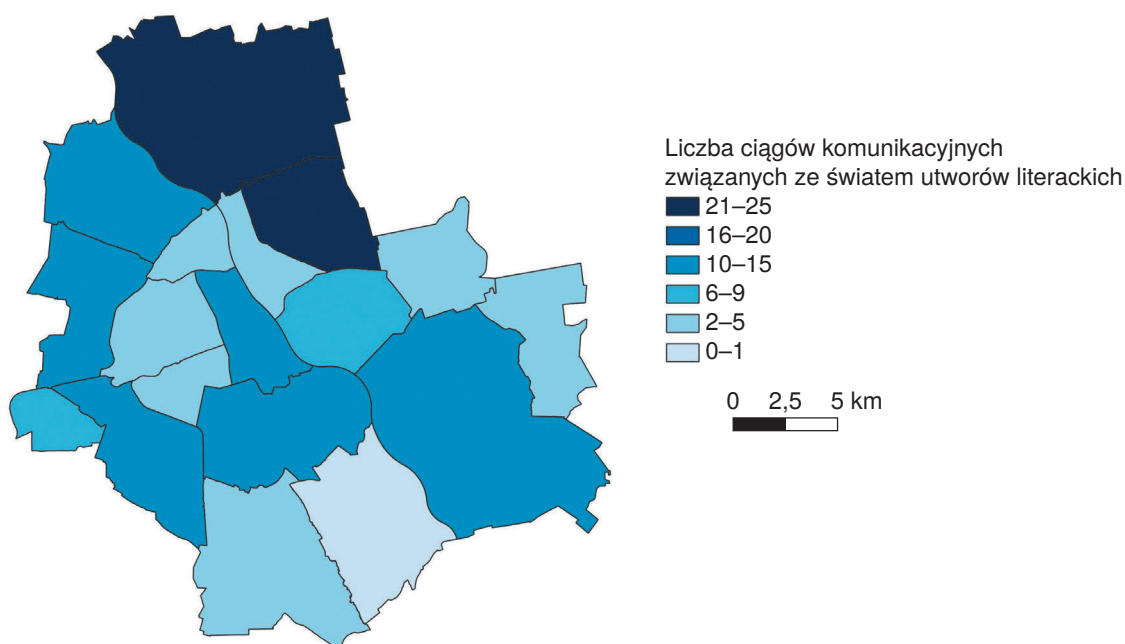 Liczba ciągów komunikacyjnych
związanych ze światem utworów literackich
21–25
16–20
10–15
6–9
2–5
0–1
0 2,5 5 km